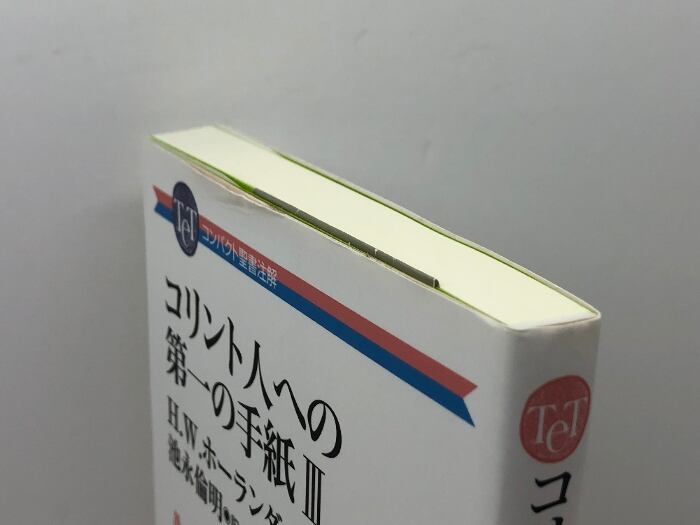 TeT
コンパクト聖書注解
コリント人への
第一の手紙 III
H.W.ホーランダ
池永倫明
TeT
コ